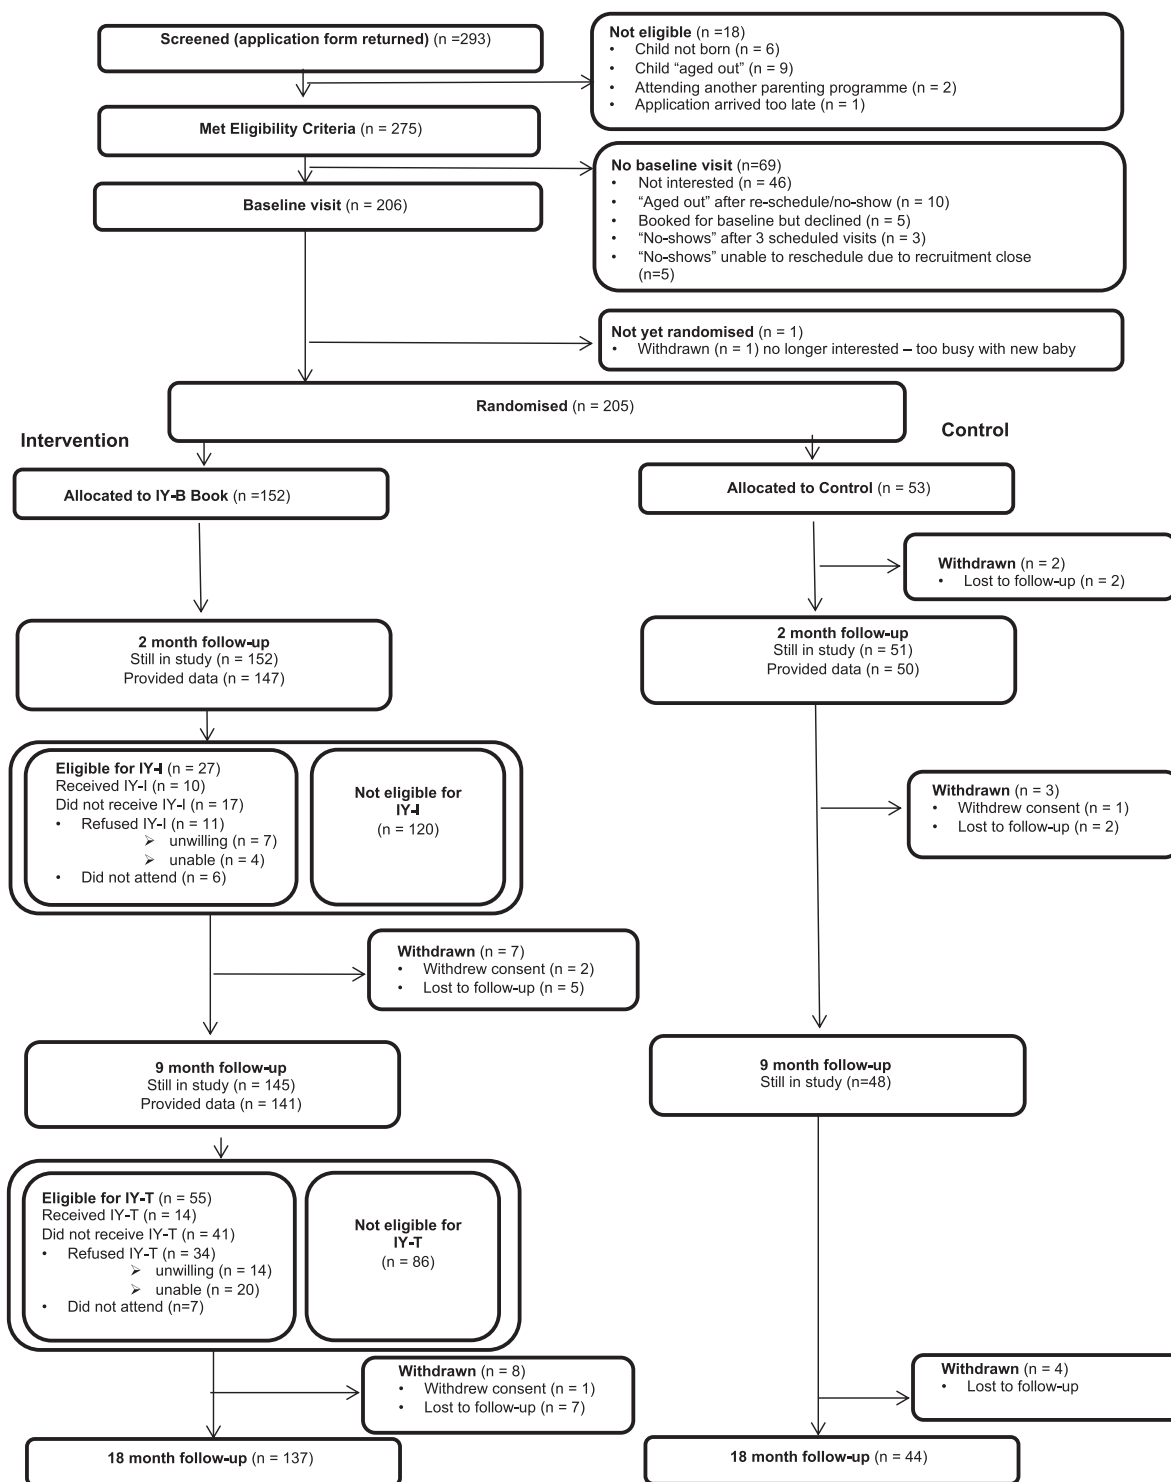 Screened (application form returned) (n =293)
Not eligible (n =18)
• Child not born (n = 6)
• Child “aged out” (n = 9)
• Attending another parenting programme (n = 2)
• Application arrived too late (n = 1)
Met Eligibility Criteria (n = 275)
No baseline visit (n=69)
• Not interested (n = 46)
• “Aged out” after re-schedule/no-show (n = 10)
• Booked for baseline but declined (n = 5)
• “No-shows” after 3 scheduled visits (n = 3)
• “No-shows” unable to reschedule due to recruitment close
(n=5)
Baseline visit (n = 206)
Not yet randomised (n = 1)
• Withdrawn (n = 1) no longer interested – too busy with new baby
Randomised (n = 205)
Intervention
Control
Allocated to IY-B Book (n =152)
Allocated to Control (n = 53)
Withdrawn (n = 2)
• Lost to follow-up (n = 2)
2 month follow-up
Still in study (n = 152)
Provided data (n = 147)
2 month follow-up
Still in study (n = 51)
Provided data (n = 50)
Eligible for IY-I (n = 27)
Received IY-I (n = 10)
Did not receive IY-I (n = 17)
• Refused IY-I (n = 11)
➢ unwilling (n = 7)
➢ unable (n = 4)
• Did not attend (n = 6)
Not eligible for
IY-I
(n = 120)
Withdrawn (n = 3)
• Withdrew consent (n = 1)
• Lost to follow-up (n = 2)
Withdrawn (n = 7)
• Withdrew consent (n = 2)
• Lost to follow-up (n = 5)
9 month follow-up
Still in study (n = 145)
Provided data (n = 141)
9 month follow-up
Still in study (n=48)
Eligible for IY-T (n = 55)
Received IY-T (n = 14)
Did not receive IY-T (n = 41)
• Refused IY-T (n = 34)
➢ unwilling (n = 14)
➢ unable (n = 20)
• Did not attend (n=7)
Not eligible for
IY-T
(n = 86)
Withdrawn (n = 8)
• Withdrew consent (n = 1)
• Lost to follow-up (n = 7)
Withdrawn (n = 4)
• Lost to follow-up
18 month follow-up (n = 137)
18 month follow-up (n = 44)